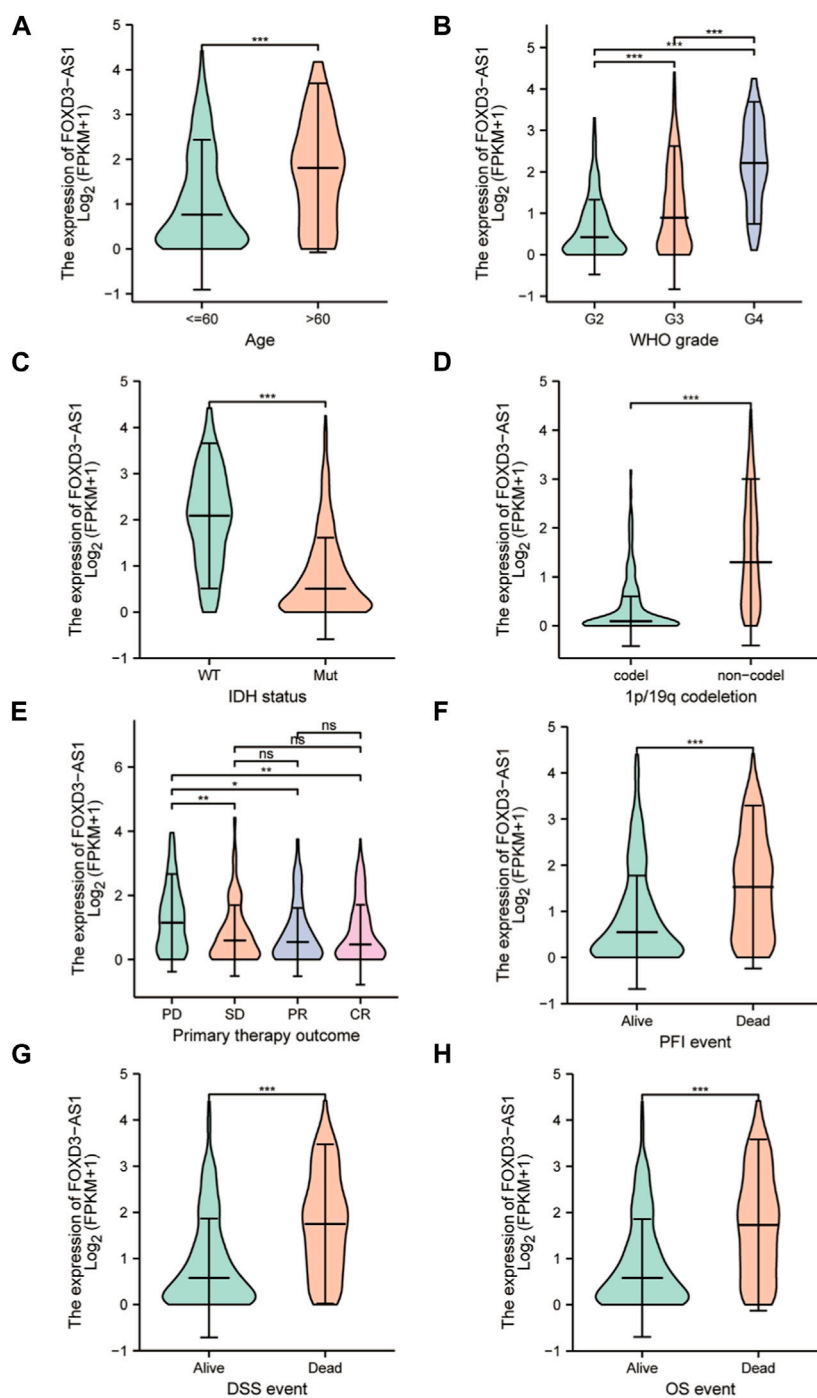 A
The expression of FOXD3−AS1
Log2 (FPKM+1)
5
4
3
2
1
0
−1
***
<=60
>60
Age
B
The expression of FOXD3−AS1
Log2 (FPKM+1)
5
4
3
2
1
0
−1
***
***
***
G2
G3
G4
WHO grade
C
The expression of FOXD3−AS1
Log2 (FPKM+1)
5
4
3
2
1
0
−1
***
WT
Mut
IDH status
D
The expression of FOXD3−AS1
Log2 (FPKM+1)
5
4
3
2
1
0
***
codel
non−codel
1p/19q codeletion
E
The expression of FOXD3−AS1
Log2 (FPKM+1)
6
4
2
0
ns
ns
ns
**
*
**
PD
SD
PR
CR
Primary therapy outcome
F
The expression of FOXD3−AS1
Log2 (FPKM+1)
5
4
3
2
1
0
−1
***
Alive
Dead
PFI event
G
The expression of FOXD3−AS1
Log2 (FPKM+1)
5
4
3
2
1
0
−1
***
Alive
Dead
DSS event
H
The expression of FOXD3−AS1
Log2 (FPKM+1)
5
4
3
2
1
0
−1
***
Alive
Dead
OS event